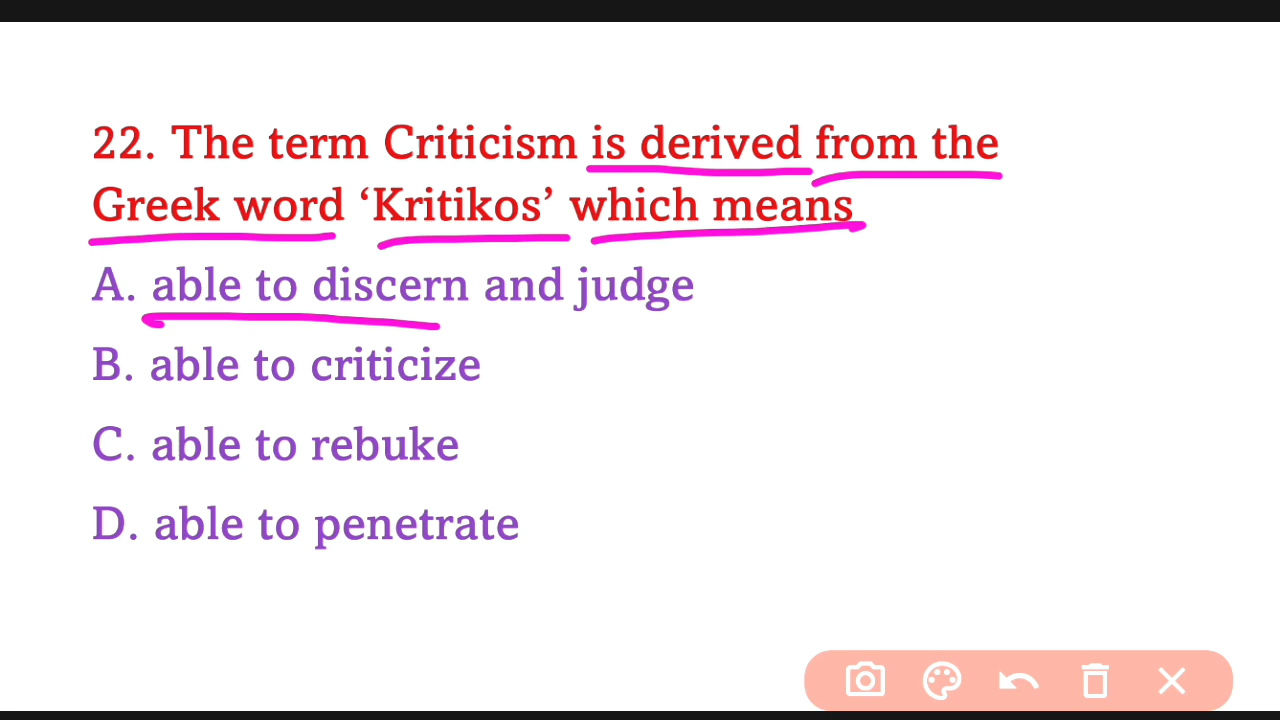 22. The term Criticism is derived from the
Greek word ‘Kritikos’ which means
A. able to discern and judge
B. able to criticize
C. able to rebuke
D. able to penetrate